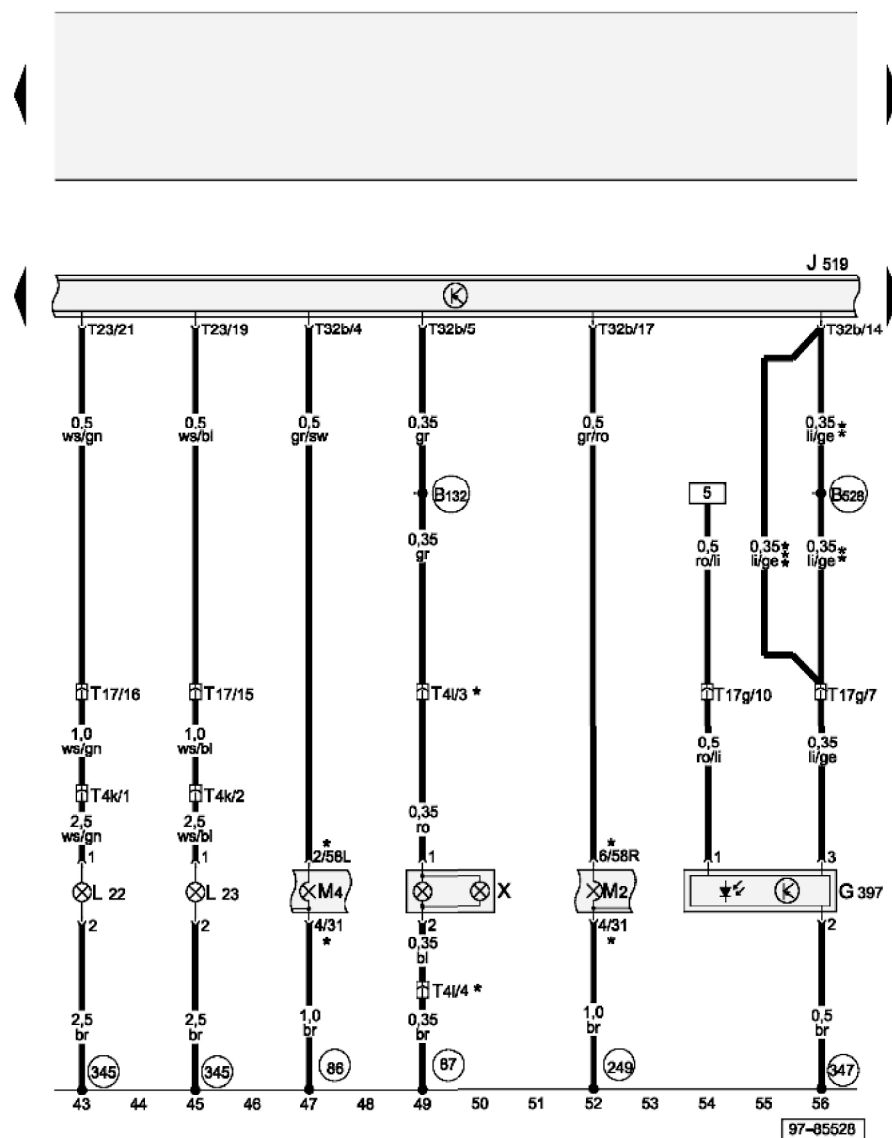 J 519
T23/21 T23/19 T32b/4 T32b/5 T32b/17 T32b/14
0,5 0,5 0,5 0,35 0,5 0,35
ws/gn ws/bl gr/sw gr gr/ro li/ge **
B132 5 B528
0,35 0,5 0,35 0,35
gr ro/li li/ge *** li/ge **
T17/16 T17/15 T4l/3 * T17g/10 T17g/7
1,0 1,0 0,5 0,35
ws/gn ws/bl ro/li li/ge
T4k/1 T4k/2
2,5 2,5 0,35
ws/gn ws/bl ro
* *
1 1 2/58L 1 6/58R 1 3
L 22 L 23 M4 X M2 G 397
2 2 4/31 2 4/31 2
* *
0,35
bl
T4l/4 *
2,5 2,5 1,0 0,35 1,0 0,5
br br br br br br
345 345 86 87 249 347
43 44 45 46 47 48 49 50 51 52 53 54 55 56
97-85528